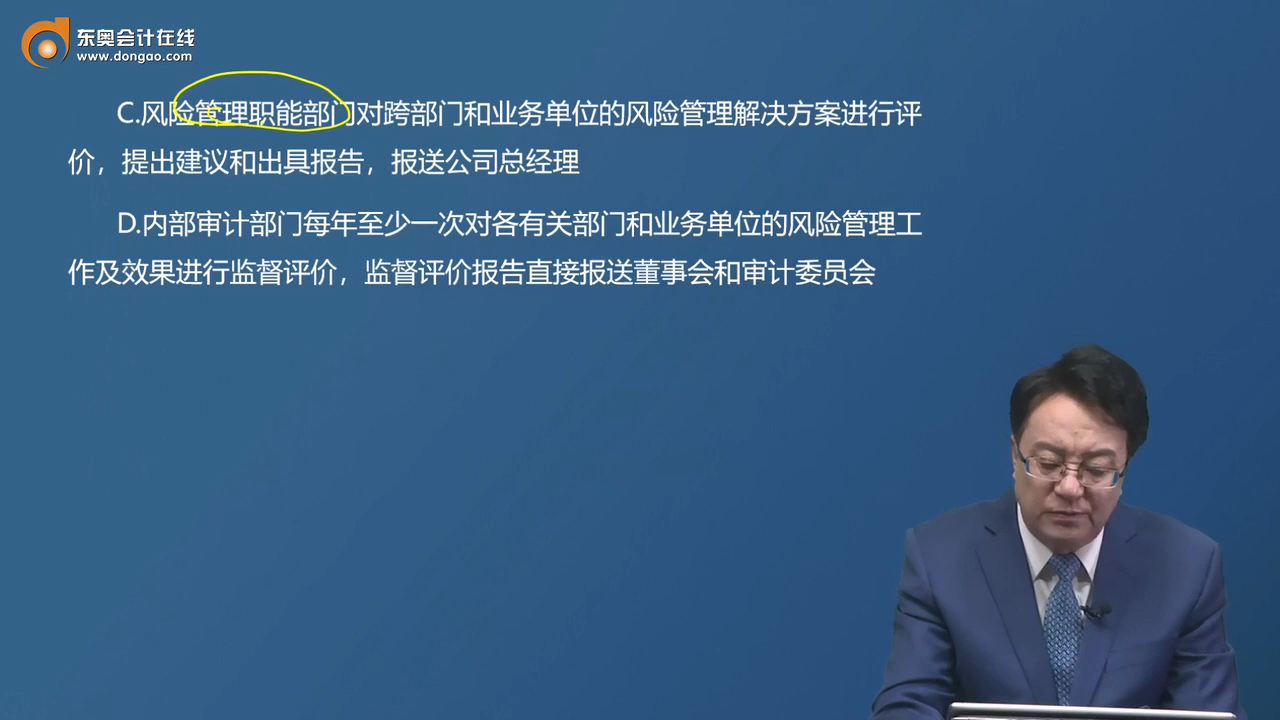 东奥会计在线
www.dongao.com
C.风险管理职能部门对跨部门和业务单位的风险管理解决方案进行评
价，提出建议和出具报告，报送公司总经理
D.内部审计部门每年至少一次对各有关部门和业务单位的风险管理工
作及效果进行监督评价，监督评价报告直接报送董事会和审计委员会